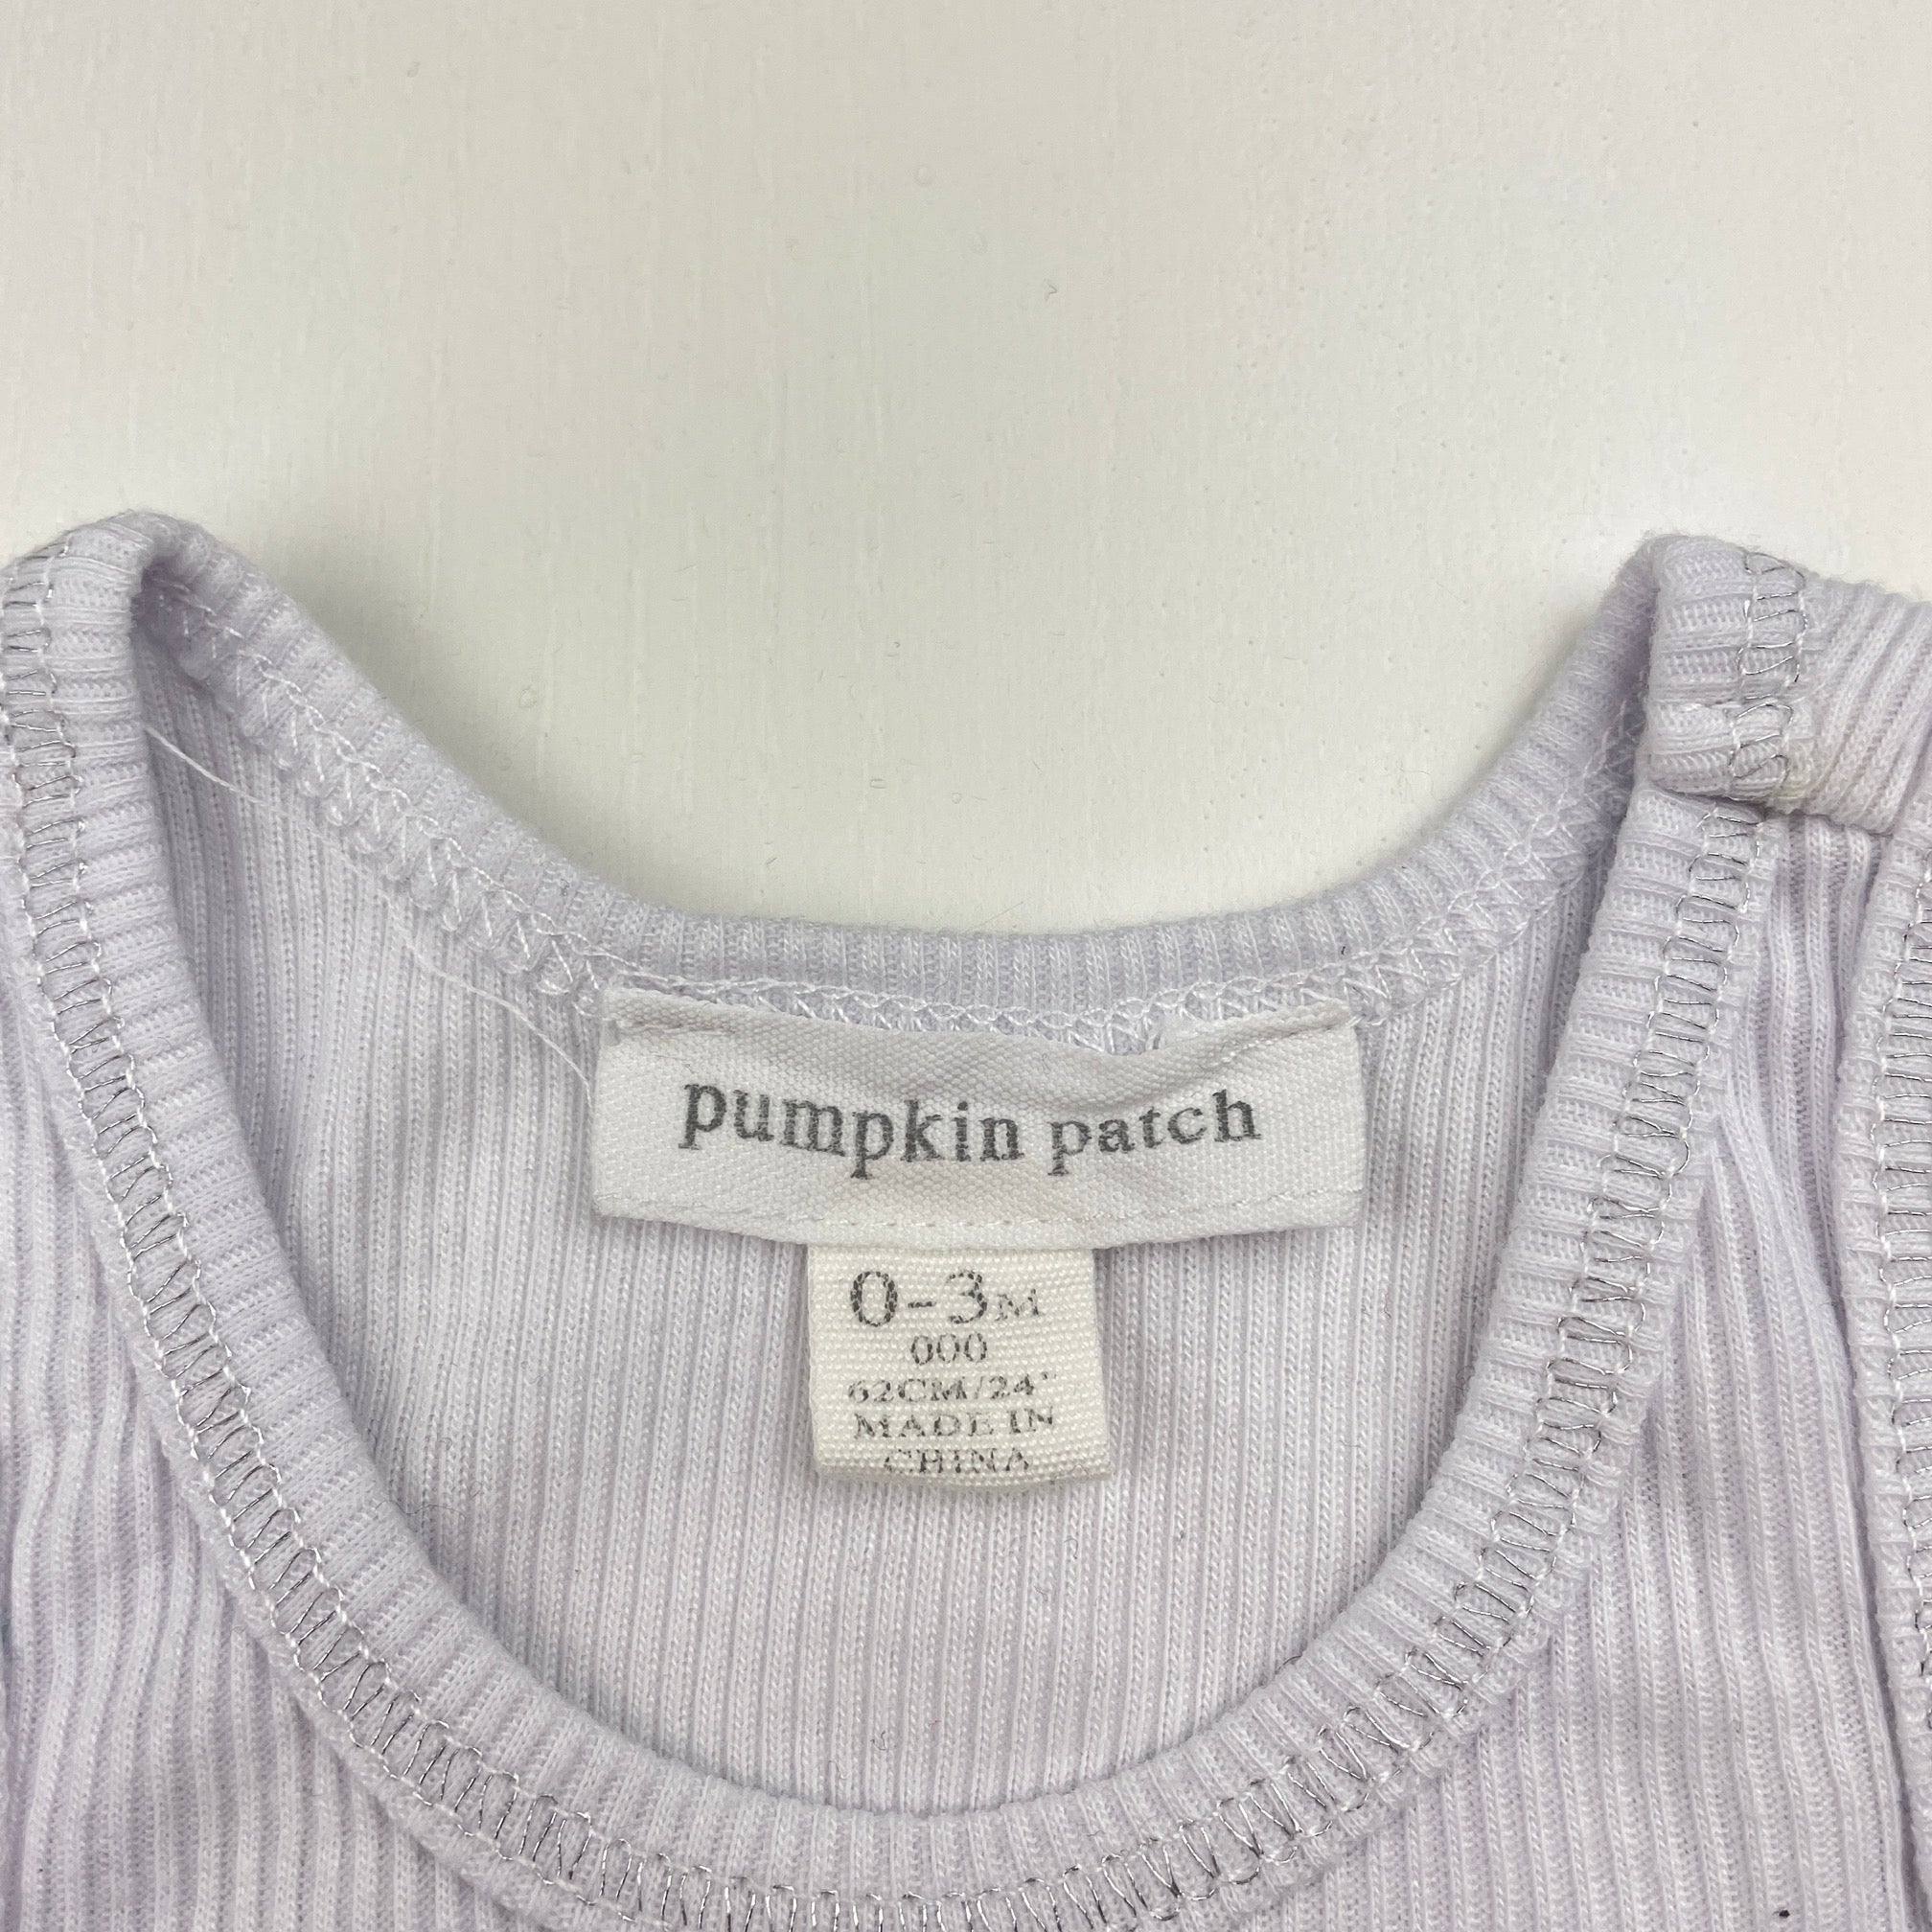 pumpkin patch
0-3M
000
62CM/24"
MADE IN
CHINA